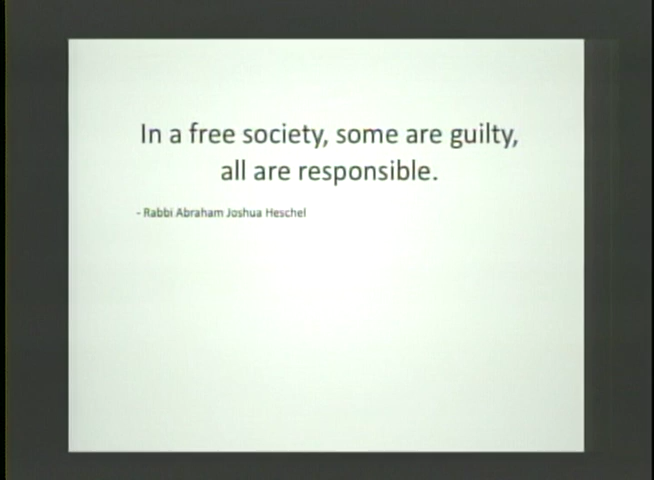 In a free society, some are guilty,
all are responsible.
- Rabbi Abraham Joshua Heschel